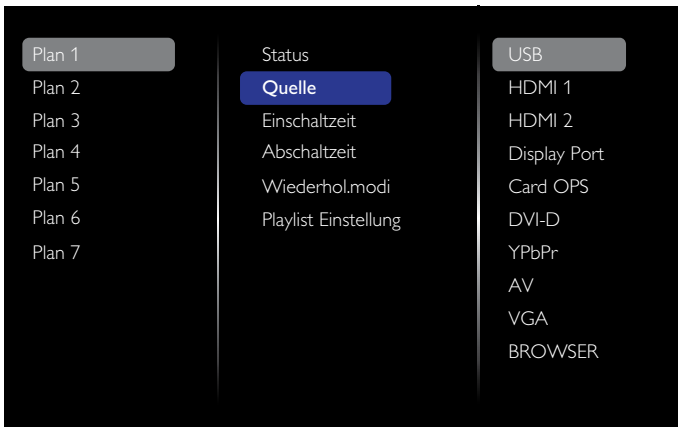 Plan 1
Plan 2
Plan 3
Plan 4
Plan 5
Plan 6
Plan 7
Status
Quelle
Einschaltzeit
Abschaltzeit
Wiederhol.modi
Playlist Einstellung
USB
HDMI 1
HDMI 2
Display Port
Card OPS
DVI-D
YPbPr
AV
VGA
BROWSER